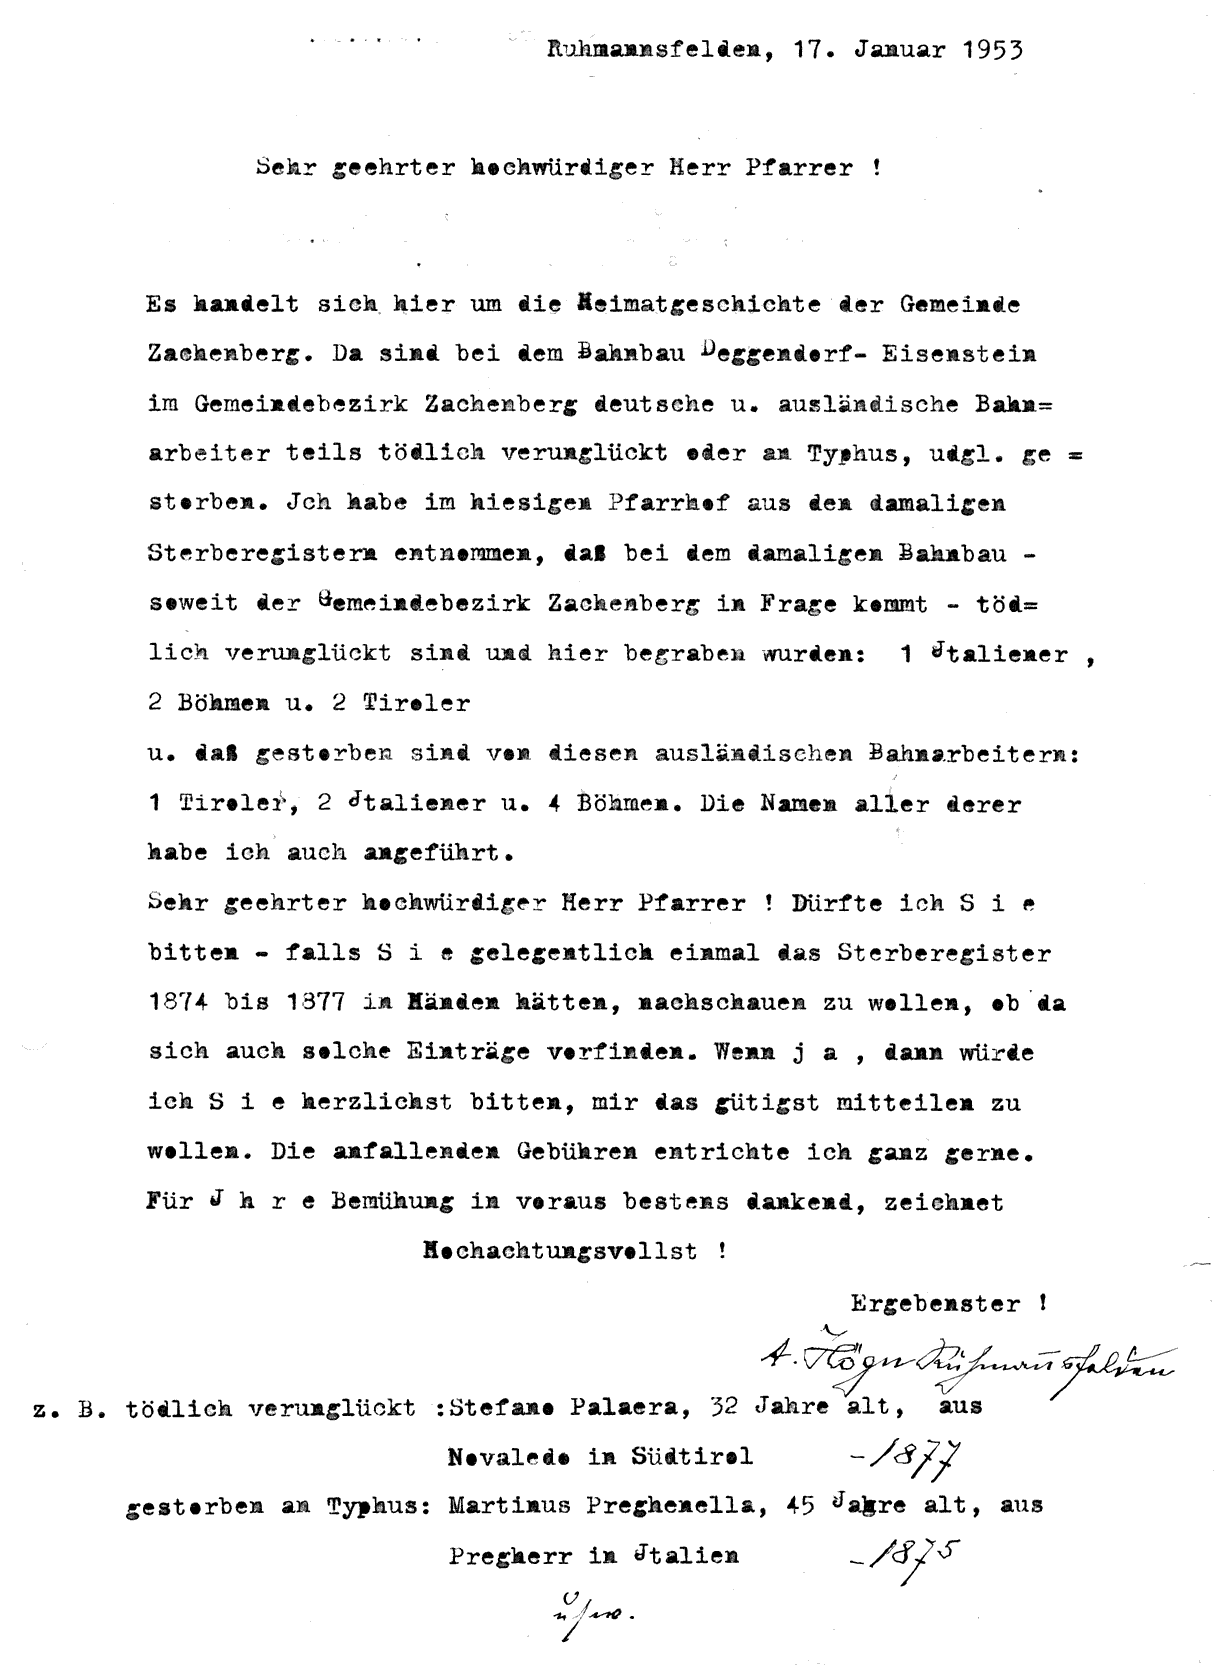 Ruhmannsfelden, 17. Januar 1953
Sehr geehrter hochwürdiger Herr Pfarrer !
Es handelt sich hier um die Heimatgeschichte der Gemeinde
Zachenberg. Da sind bei dem Bahnbau Deggendorf- Eisenstein
im Gemeindebezirk Zachenberg deutsche u. ausländische Bahn=
arbeiter teils tödlich verunglückt oder an Typhus, udgl. ge =
storben. Jch habe im hiesigen Pfarrhof aus den damaligen
Sterberegistern entnommen, daß bei dem damaligen Bahnbau -
soweit der Gemeindebezirk Zachenberg in Frage kommt - töd=
lich verunglückt sind und hier begraben wurden: 1 Jtaliener ,
2 Böhmen u. 2 Tiroler
u. daß gestorben sind von diesen ausländischen Bahnarbeitern:
1 Tiroler, 2 Jtaliener u. 4 Böhmen. Die Namen aller derer
habe ich auch angeführt.
Sehr geehrter hochwürdiger Herr Pfarrer ! Dürfte ich S i e
bitten - falls S i e gelegentlich einmal das Sterberegister
1874 bis 1877 in Händen hätten, nachschauen zu wollen, ob da
sich auch solche Einträge vorfinden. Wenn j a , dann würde
ich S i e herzlichst bitten, mir das gütigst mitteilen zu
wollen. Die anfallenden Gebühren entrichte ich ganz gerne.
Für J h r e Bemühung in voraus bestens dankend, zeichnet
Hochachtungsvollst !
Ergebenster !
A. Högn Ruhmannsfelden
z. B. tödlich verunglückt :Stefano Palaera, 32 Jahre alt, aus
Novaledo in Südtirol - 1877
gestorben an Typhus: Martinus Preghenella, 45 Jahre alt, aus
Pregherr in Jtalien - 1875
usw.